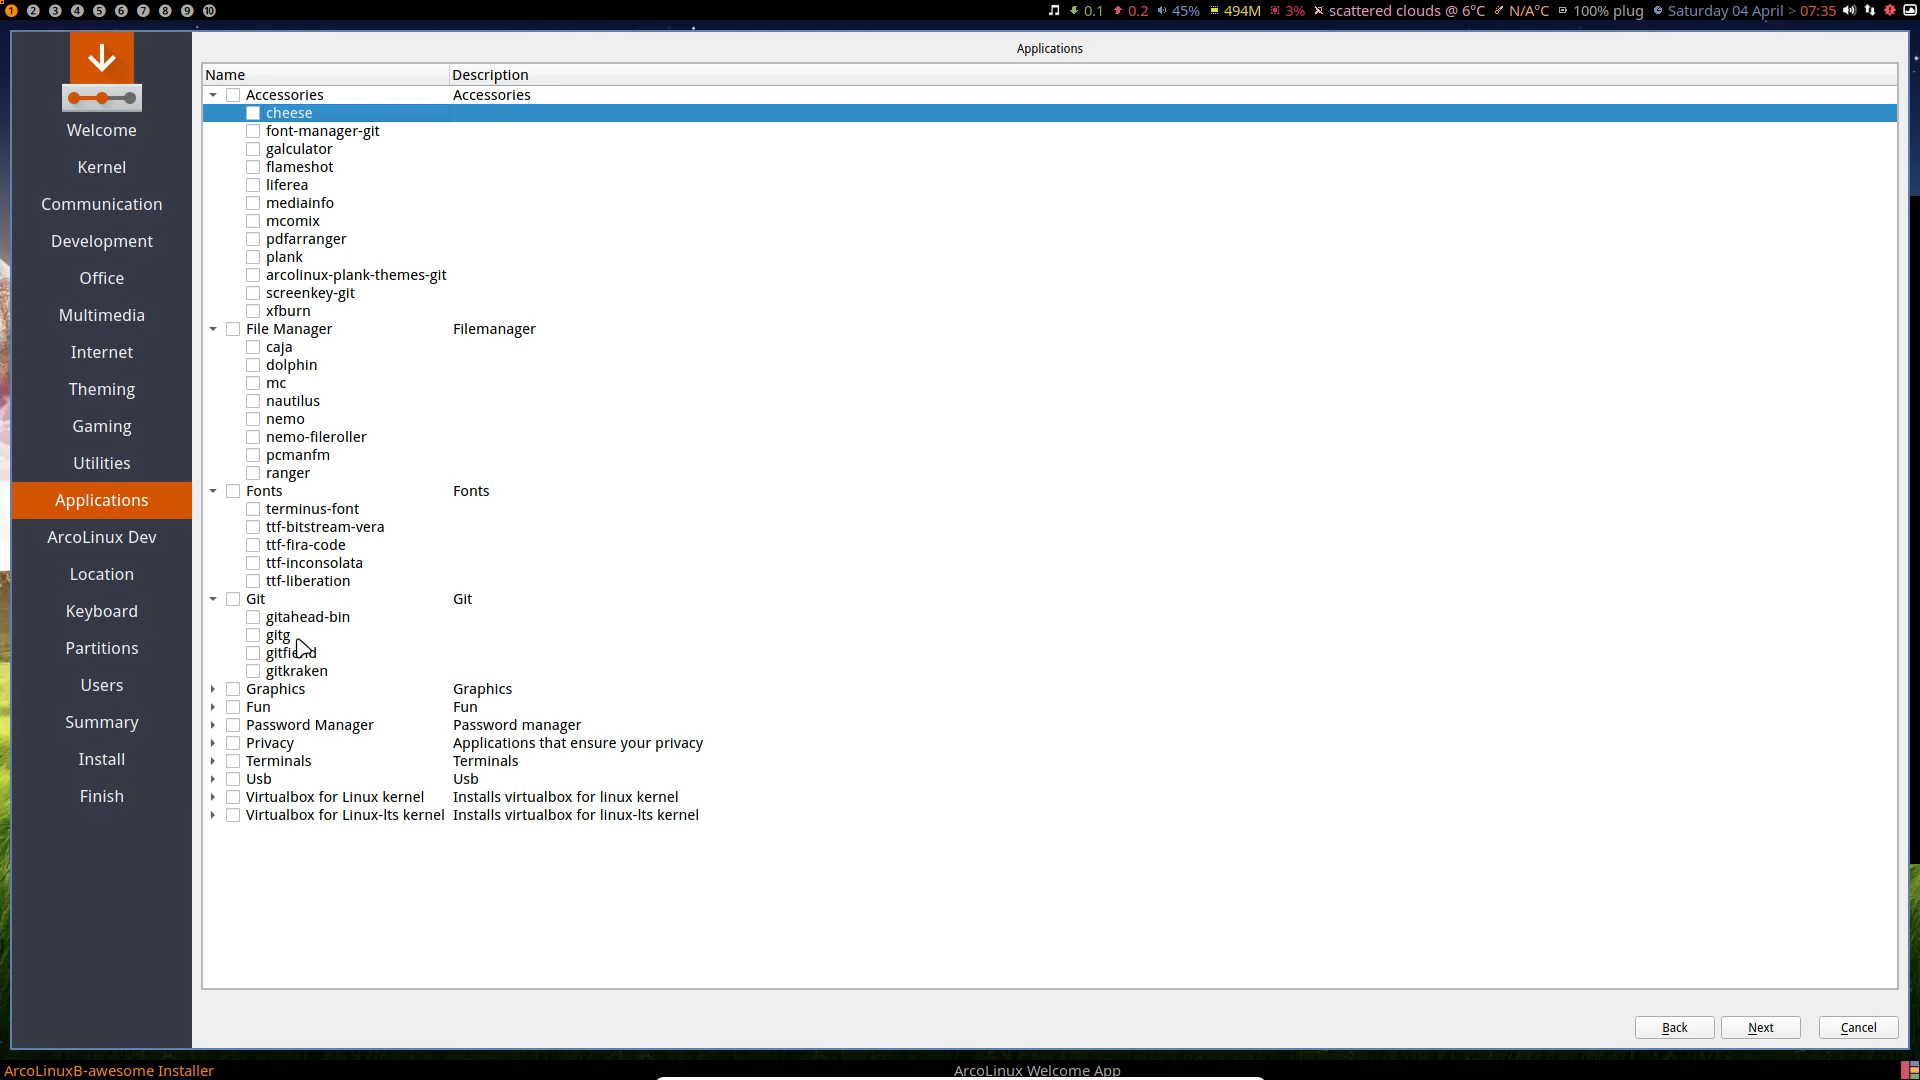 1 2 3 4 5 6 7 8 9 10
0.1 0.2 45% 494M 3% scattered clouds @ 6°C N/A°C 100% plug Saturday 04 April > 07:35
Applications
Name Description
Accessories Accessories
cheese
font-manager-git
galculator
flameshot
liferea
mediainfo
mcomix
pdfarranger
plank
arcolinux-plank-themes-git
screenkey-git
xfburn
File Manager Filemanager
caja
dolphin
mc
nautilus
nemo
nemo-fileroller
pcmanfm
ranger
Fonts Fonts
terminus-font
ttf-bitstream-vera
ttf-fira-code
ttf-inconsolata
ttf-liberation
Git Git
gitahead-bin
gitg
gitkraken
Graphics Graphics
Fun Fun
Password Manager Password manager
Privacy Applications that ensure your privacy
Terminals Terminals
Usb Usb
Virtualbox for Linux kernel Installs virtualbox for linux kernel
Virtualbox for Linux-lts kernel Installs virtualbox for linux-lts kernel
Welcome
Kernel
Communication
Development
Office
Multimedia
Internet
Theming
Gaming
Utilities
Applications
ArcoLinux Dev
Location
Keyboard
Partitions
Users
Summary
Install
Finish
Back Next Cancel
ArcoLinuxB-awesome Installer ArcoLinux Welcome App